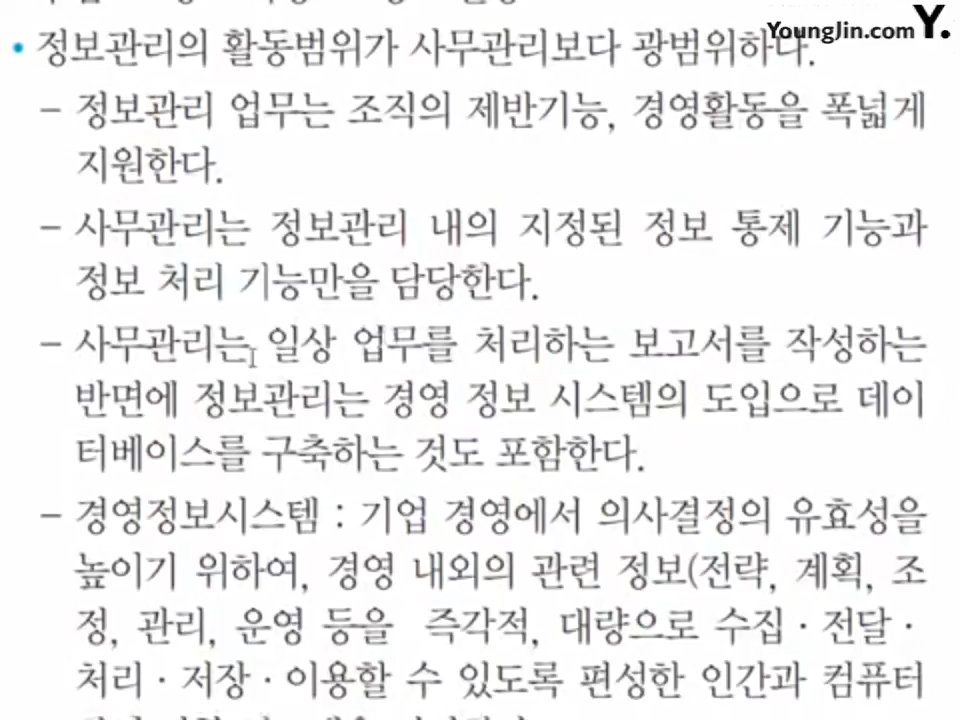 YoungJin.com Y.
• 정보관리의 활동범위가 사무관리보다 광범위하다.
– 정보관리 업무는 조직의 제반기능, 경영활동을 폭넓게
지원한다.
– 사무관리는 정보관리 내의 지정된 정보 통제 기능과
정보 처리 기능만을 담당한다.
– 사무관리는 일상 업무를 처리하는 보고서를 작성하는
반면에 정보관리는 경영 정보 시스템의 도입으로 데이
터베이스를 구축하는 것도 포함한다.
– 경영정보시스템 : 기업 경영에서 의사결정의 유효성을
높이기 위하여, 경영 내외의 관련 정보(전략, 계획, 조
정, 관리, 운영 등을 즉각적, 대량으로 수집 · 전달 ·
처리 · 저장 · 이용할 수 있도록 편성한 인간과 컴퓨터